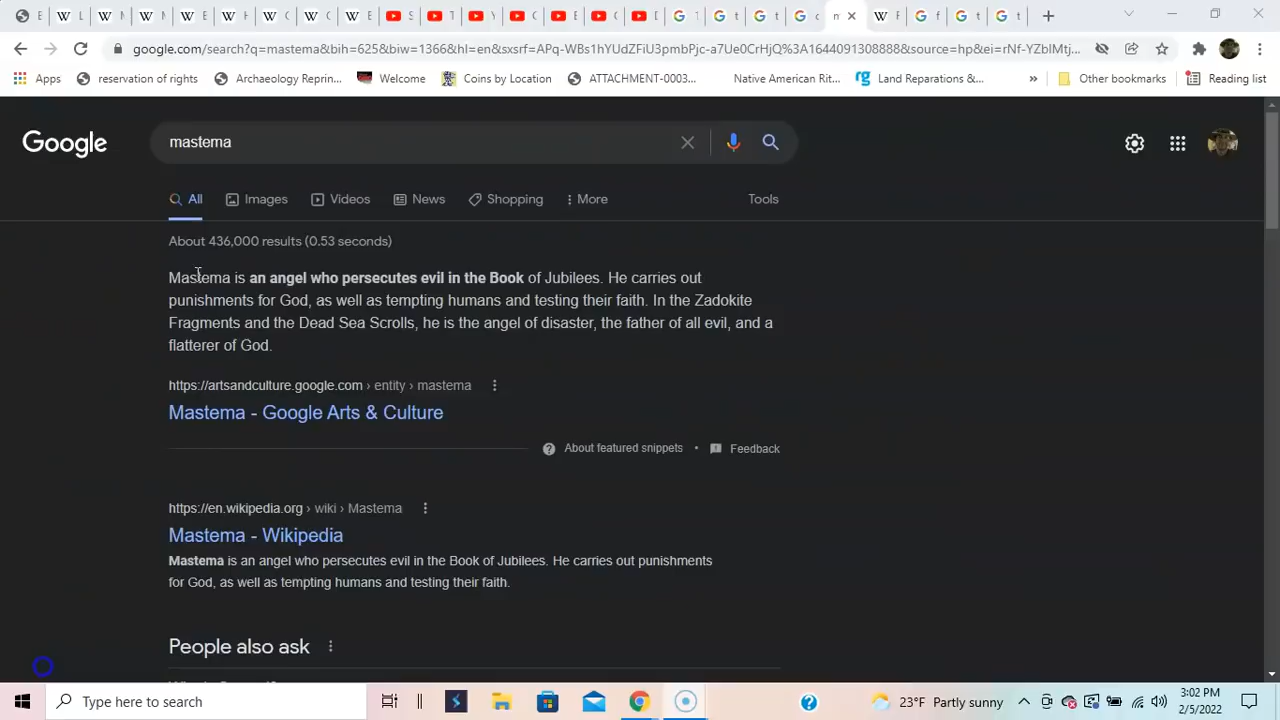 google.com/search?q=mastema&bih=625&biw=1366&hl=en&sxsrf=APq-WBs1hYUdZFiU3pmbPjc-a7Ue0CrHjQ%3A1644091308888&source=hp&ei=rNf-YZblMtj...
Apps reservation of rights Archaeology Reprin... Welcome Coins by Location ATTACHMENT-0003... Native American Rit... Land Reparations &... » Other bookmarks Reading list
Google mastema
All Images Videos News Shopping More Tools
About 436,000 results (0.53 seconds)
Mastema is an angel who persecutes evil in the Book of Jubilees. He carries out
punishments for God, as well as tempting humans and testing their faith. In the Zadokite
Fragments and the Dead Sea Scrolls, he is the angel of disaster, the father of all evil, and a
flatterer of God.
https://artsandculture.google.com › entity › mastema
Mastema - Google Arts & Culture
About featured snippets • Feedback
https://en.wikipedia.org › wiki › Mastema
Mastema - Wikipedia
Mastema is an angel who persecutes evil in the Book of Jubilees. He carries out punishments
for God, as well as tempting humans and testing their faith.
People also ask
Type here to search 23°F Partly sunny 3:02 PM
2/5/2022